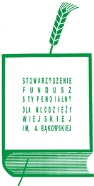 STOWARZYSZENIE
FUNDUSZ
STYPENDIALNY
DLA MŁODZIEŻY
WIEJSKIEJ
IM. A. BĄKOWSKIEJ